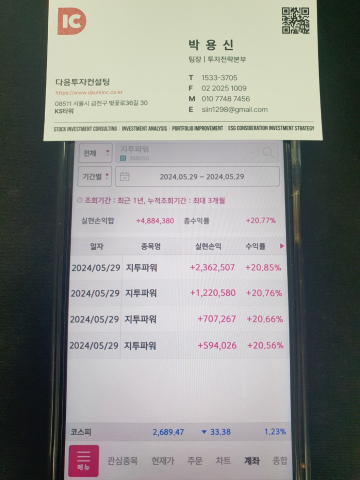 DIC
박 용 신
팀장 | 투자전략본부
다움투자컨설팅
https://www.dauminc.co.kr
08511 서울시 금천구 벚꽃로36길 30
KS타워
T 1533-3705
F 02 2025 1009
M 010 7748 7456
E siin1298@gmail.com
STOCK INVESTMENT CONSULTING · INVESTMENT ANALYSIS · PORTFOLIO IMPROVEMENT · ESG CONSIDERATION INVESTMENT STRATEGY
전체 지투파워
기간별 2024,05,29 ~ 2024,05,29
조회기간 : 최근 1년, 누적조회기간 : 최대 3개월
실현손익합 +4,884,380 총수익률 +20,77%
일자 종목명 실현손익 수익률
2024/05/29 지투파워 +2,362,507 +20,85%
2024/05/29 지투파워 +1,220,580 +20,76%
2024/05/29 지투파워 +707,267 +20,66%
2024/05/29 지투파워 +594,026 +20,56%
코스피 2,689,47 ▼ 33,38 1,23%
메뉴 관심종목 현재가 주문 차트 계좌 종합